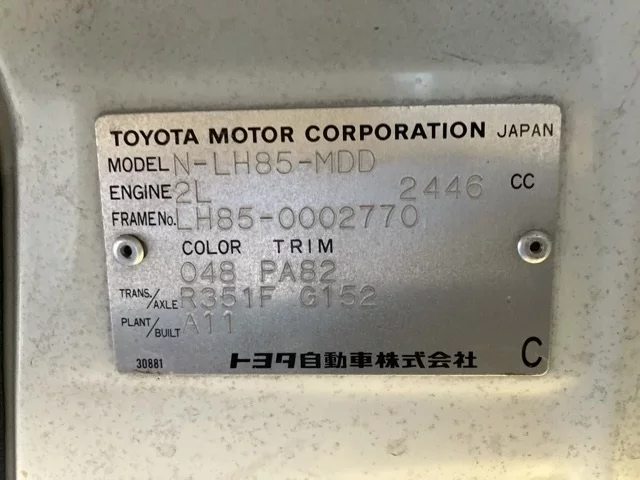 TOYOTA MOTOR CORPORATION JAPAN
MODEL N-LH85-MDD
ENGINE 2L 2446 CC
FRAME No. LH85-0002770
COLOR TRIM
048 PA82
TRANS./AXLE R351F G152
PLANT/BUILT A11
30881 トヨタ自動車株式会社 C